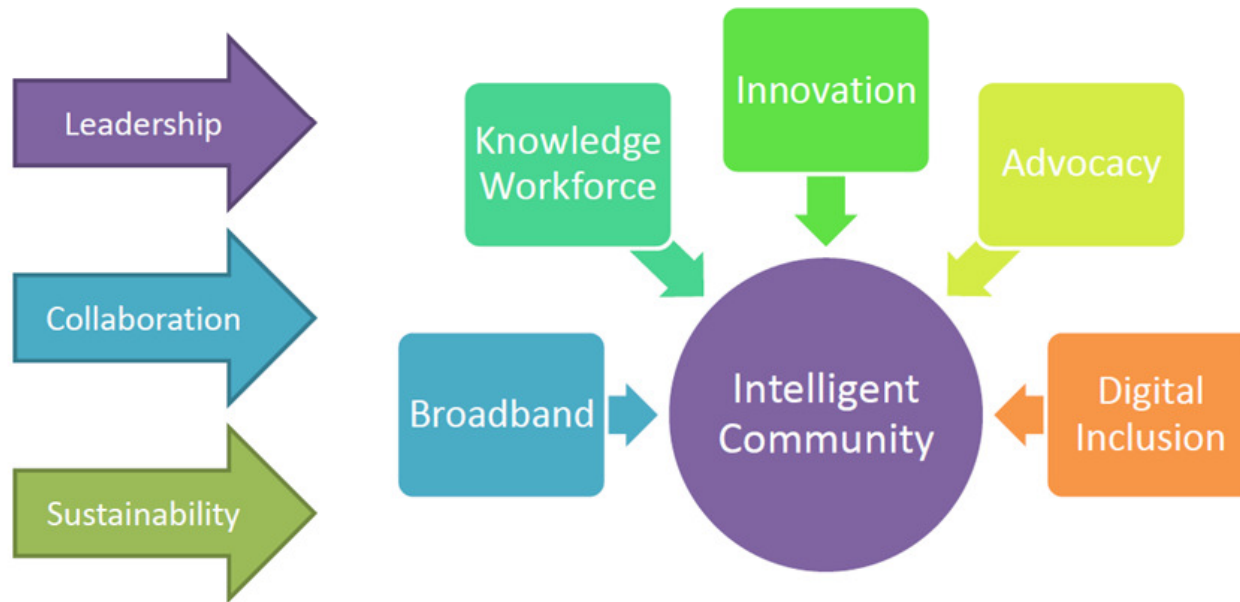 Leadership
Collaboration
Sustainability
Innovation
Knowledge
Workforce
Advocacy
Broadband
Intelligent
Community
Digital
Inclusion